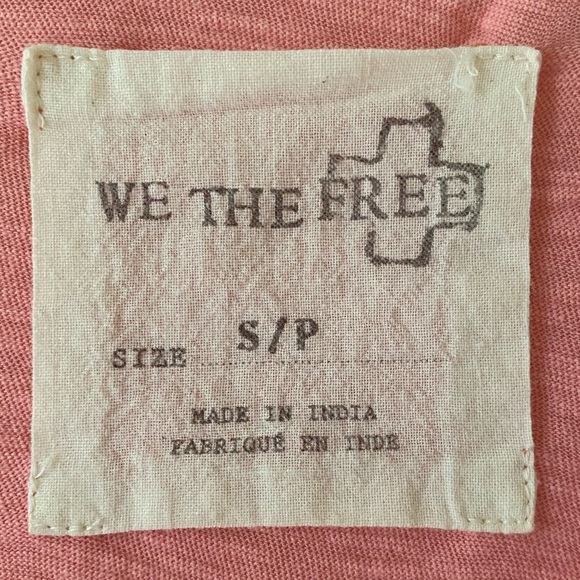 WE THE FREE
SIZE S/P
MADE IN INDIA
FABRIQUÉ EN INDE